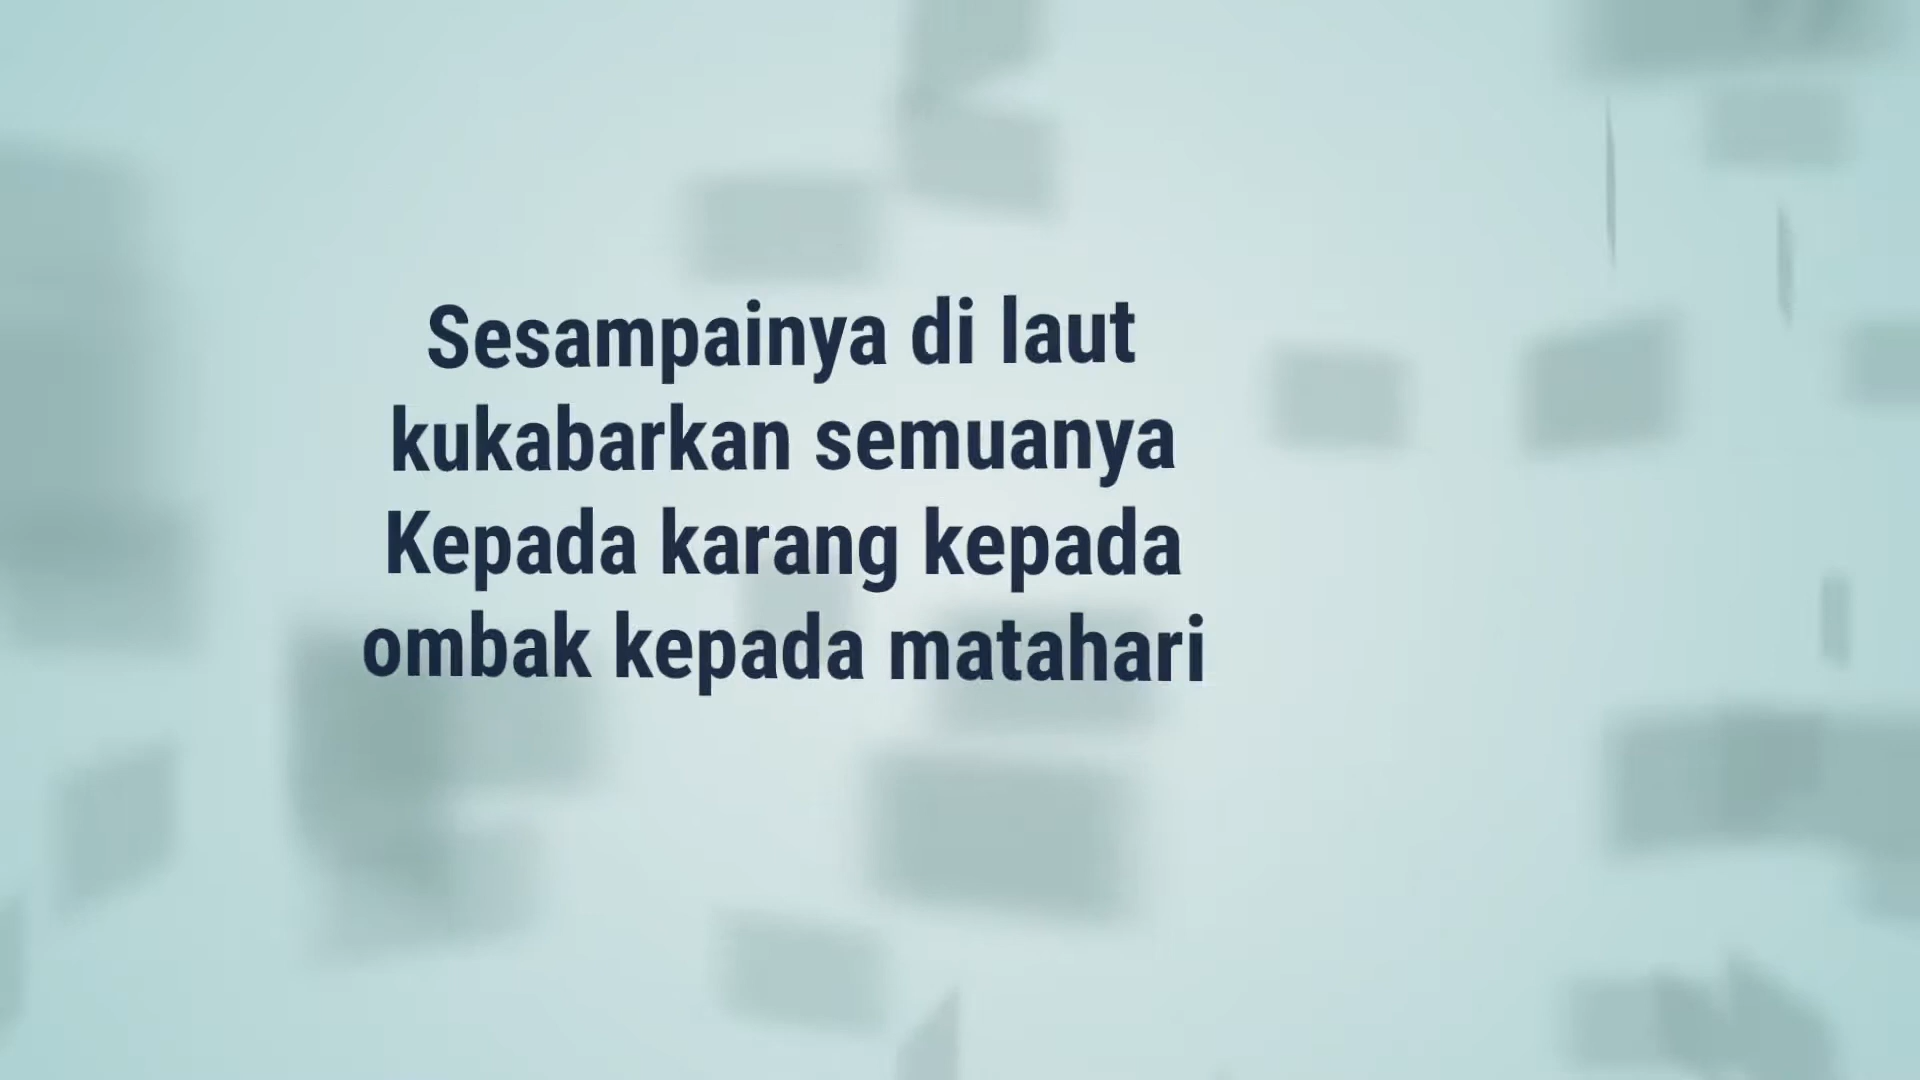 Sesampainya di laut
kukabarkan semuanya
Kepada karang kepada
ombak kepada matahari